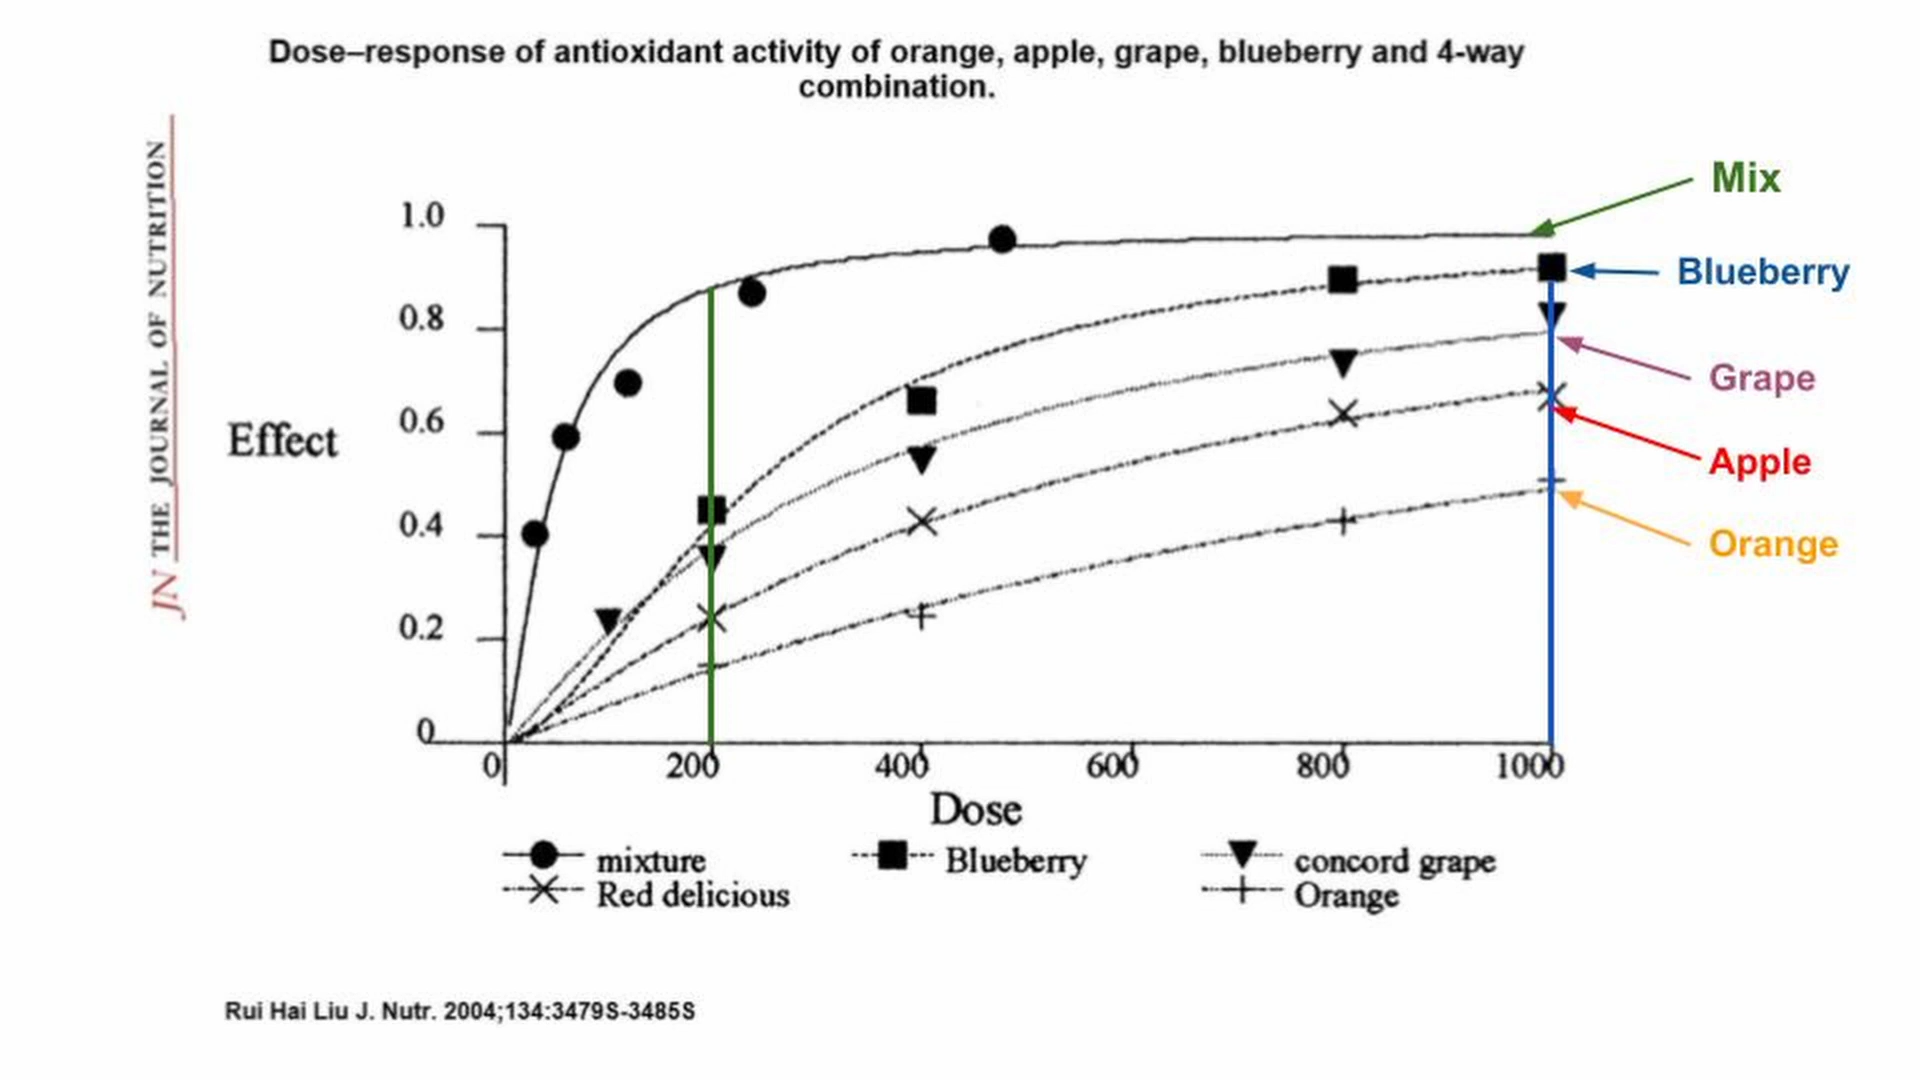 Dose–response of antioxidant activity of orange, apple, grape, blueberry and 4-way
combination.
JN THE JOURNAL OF NUTRITION
Mix
Blueberry
Grape
Apple
Orange
Effect
1.0
0.8
0.6
0.4
0.2
0
0 200 400 600 800 1000
Dose
mixture Blueberry concord grape
Red delicious Orange
Rui Hai Liu J. Nutr. 2004;134:3479S-3485S